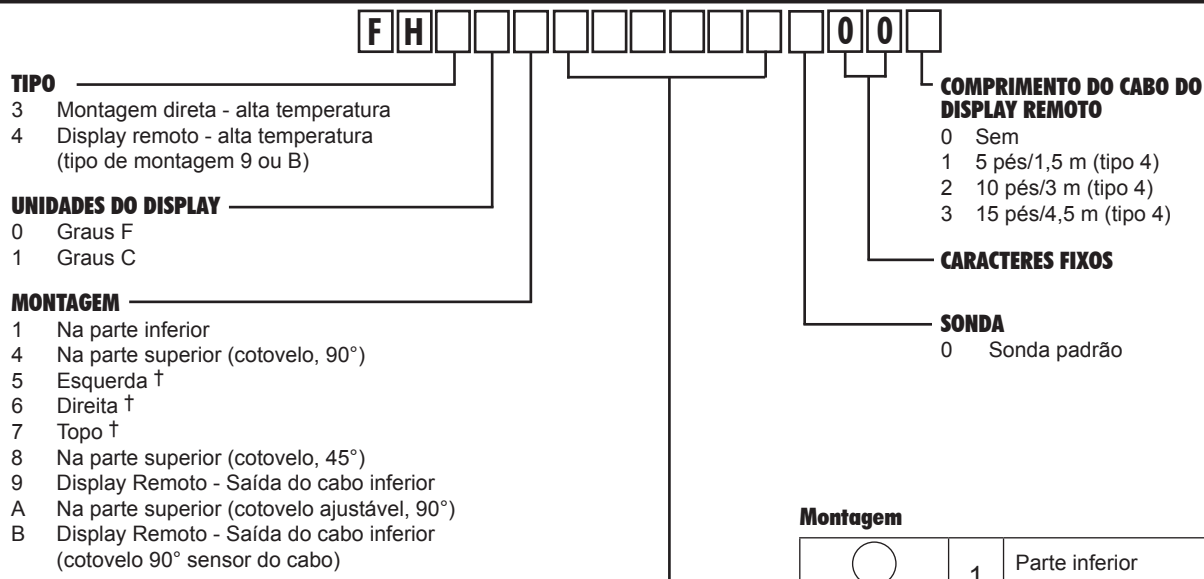 FH 00
TIPO
3 Montagem direta - alta temperatura
4 Display remoto - alta temperatura
(tipo de montagem 9 ou B)
UNIDADES DO DISPLAY
0 Graus F
1 Graus C
MONTAGEM
1 Na parte inferior
4 Na parte superior (cotovelo, 90°)
5 Esquerda †
6 Direita †
7 Topo †
8 Na parte superior (cotovelo, 45°)
9 Display Remoto - Saída do cabo inferior
A Na parte superior (cotovelo ajustável, 90°)
B Display Remoto - Saída do cabo inferior
(cotovelo 90° sensor do cabo)
COMPRIMENTO DO CABO DO
DISPLAY REMOTO
0 Sem
1 5 pés/1,5 m (tipo 4)
2 10 pés/3 m (tipo 4)
3 15 pés/4,5 m (tipo 4)
CARACTERES FIXOS
SONDA
0 Sonda padrão
Montagem
1 Parte inferior